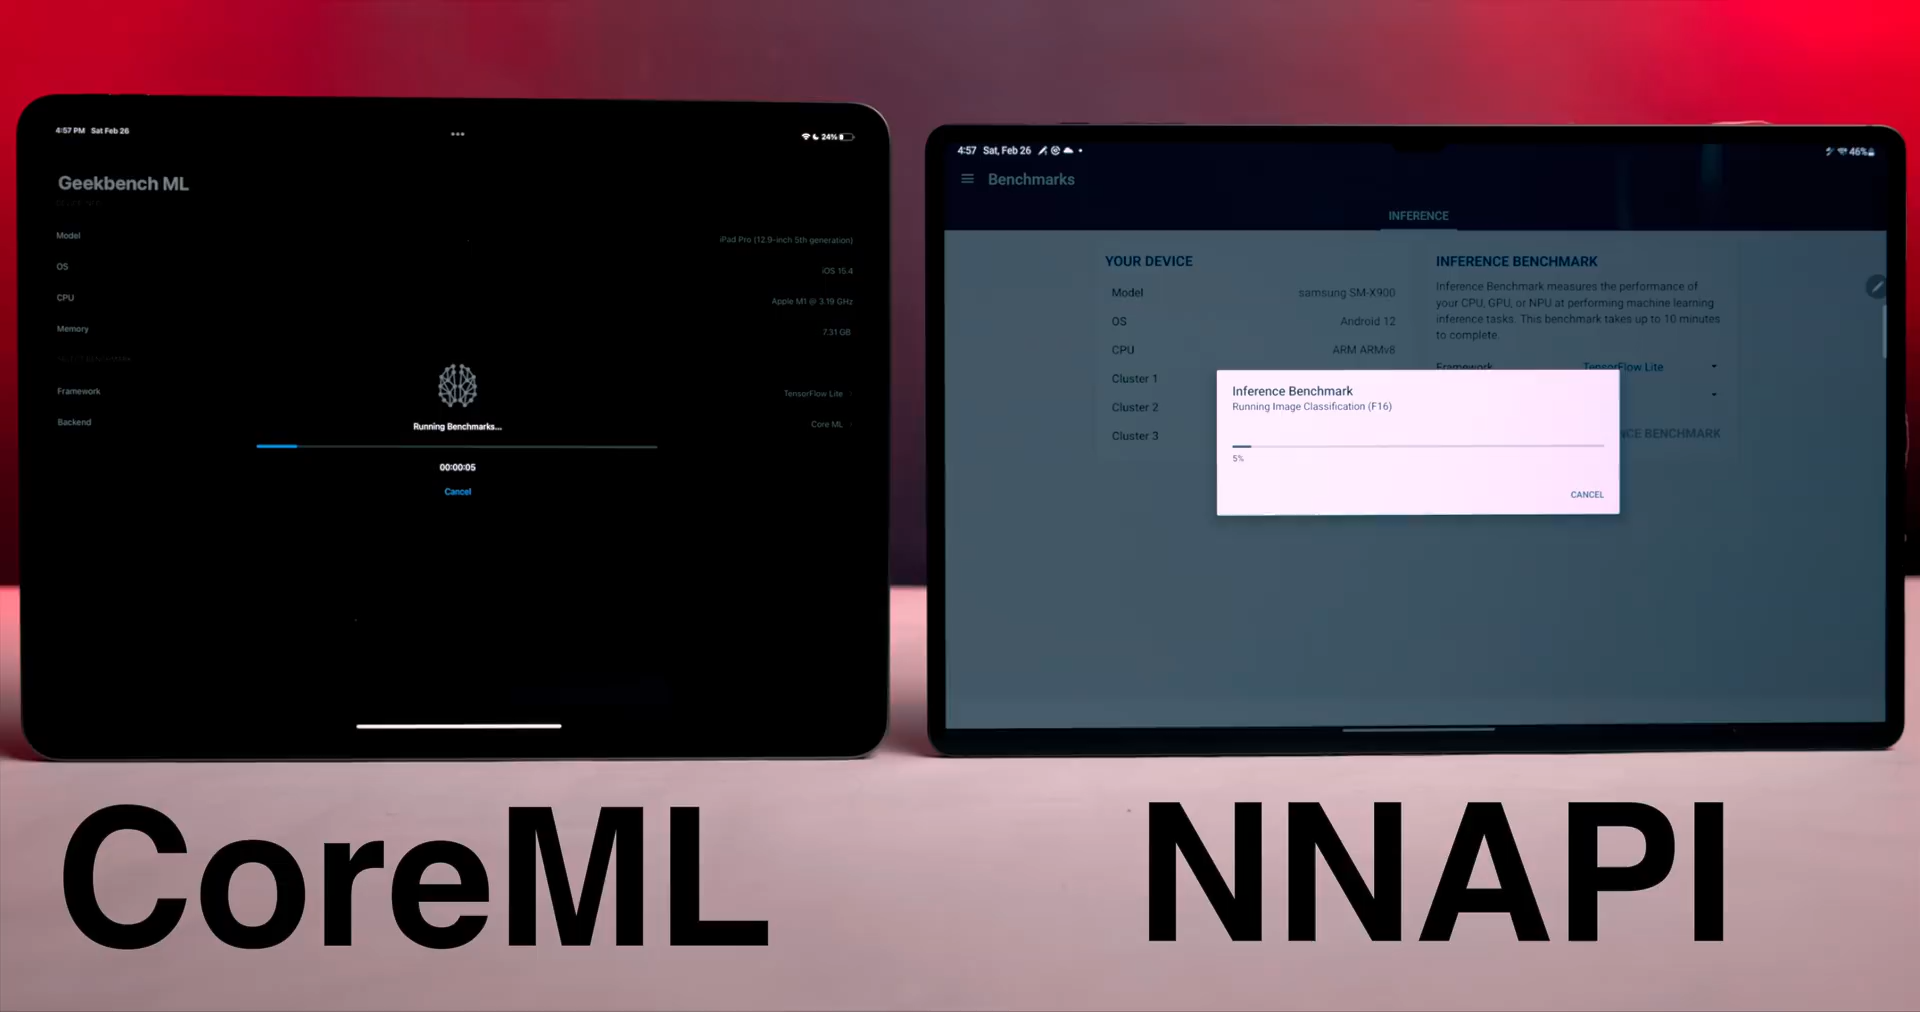 4:57 PM Sat Feb 26
24%
Geekbench ML
Model
iPad Pro (12.9-inch 5th generation)
OS
iOS 15.4
CPU
Apple M1 @ 3.19 GHz
Memory
7.31 GB
Framework
TensorFlow Lite
Backend
Core ML
Running Benchmarks...
00:00:05
Cancel
4:57 Sat, Feb 26
46%
Benchmarks
INFERENCE
YOUR DEVICE
Model samsung SM-X900
OS Android 12
CPU ARM ARMv8
Cluster 1
Cluster 2
Cluster 3
INFERENCE BENCHMARK
Inference Benchmark measures the performance of
your CPU, GPU, or NPU at performing machine learning
inference tasks. This benchmark takes up to 10 minutes
to complete.
Framework TensorFlow Lite
BENCHMARK
Inference Benchmark
Running Image Classification (F16)
5%
CANCEL
CoreML
NNAPI